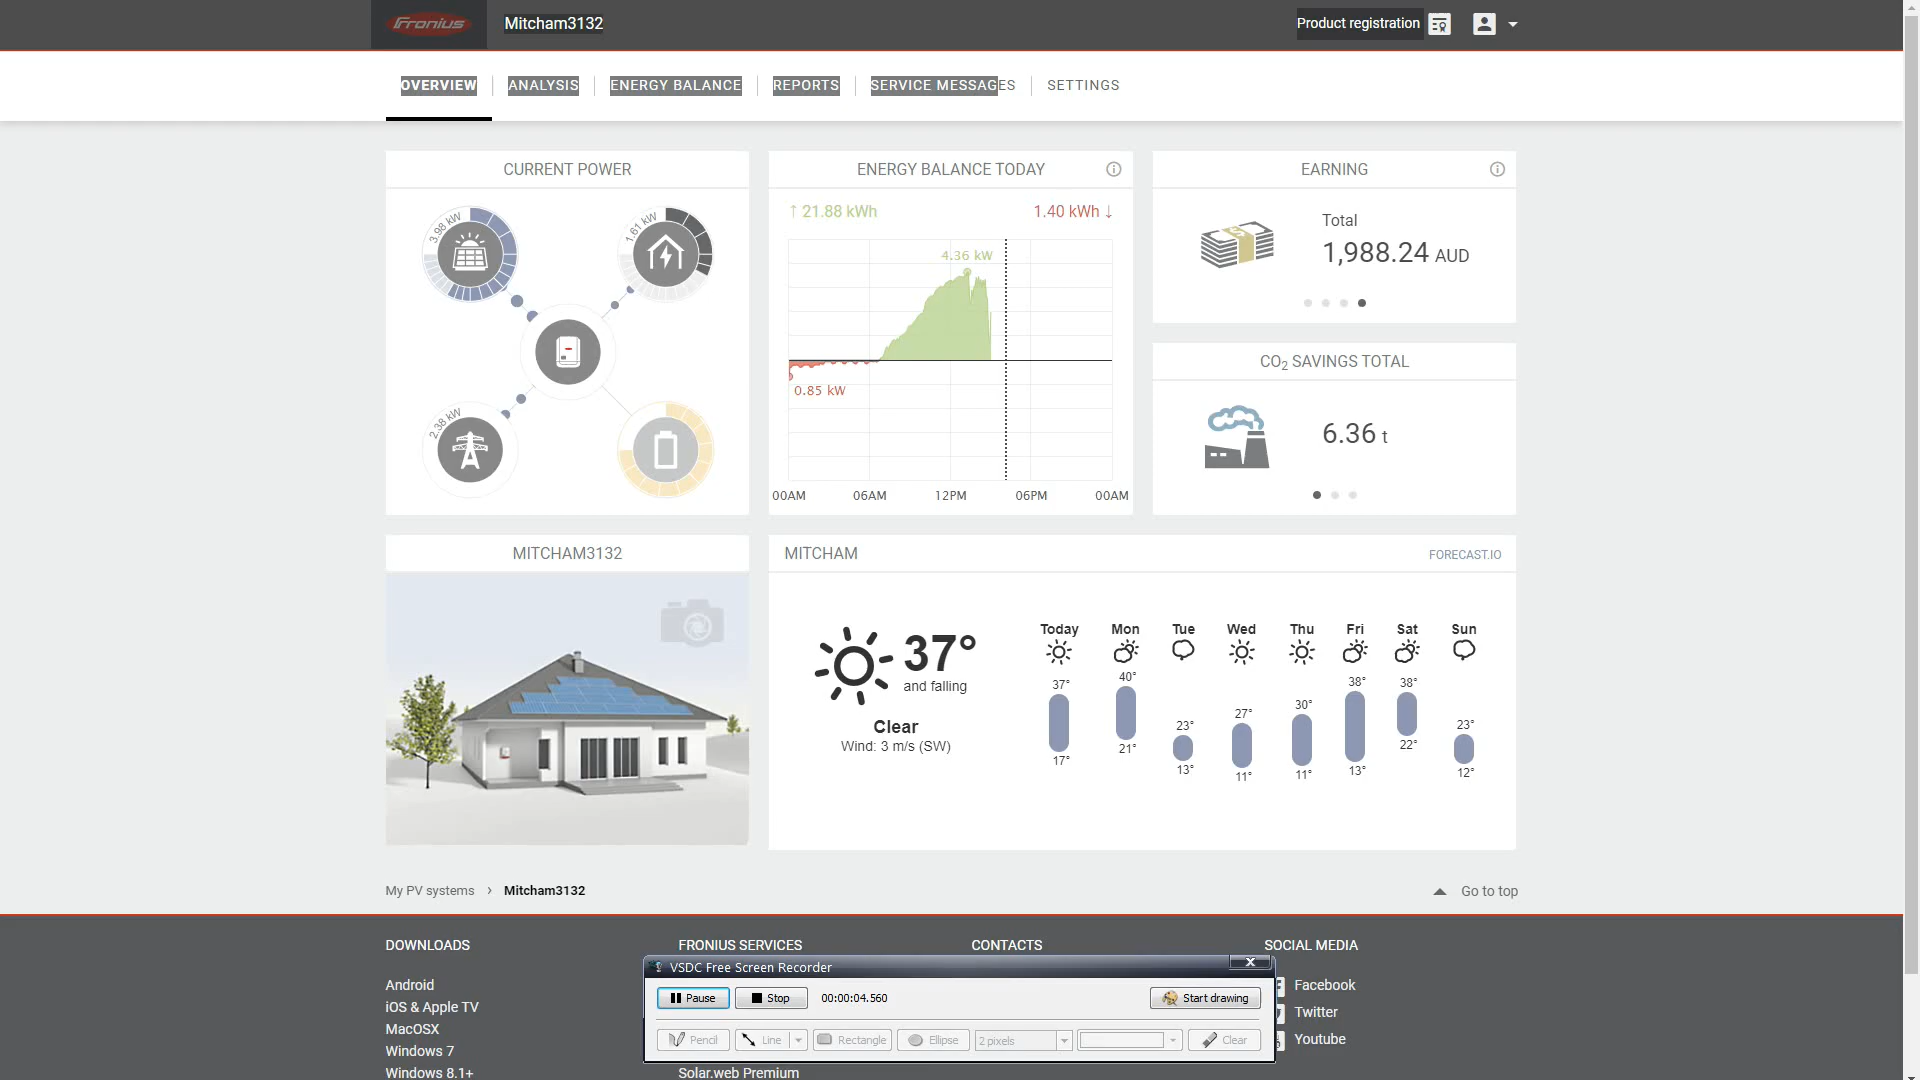 Fronius
Mitcham3132
Product registration
OVERVIEW
ANALYSIS
ENERGY BALANCE
REPORTS
SERVICE MESSAGES
SETTINGS
CURRENT POWER
3.98 kW
1.61 kW
2.38 kW
ENERGY BALANCE TODAY
↑ 21.88 kWh
1.40 kWh ↓
4.36 kW
0.85 kW
00AM
06AM
12PM
06PM
00AM
EARNING
Total
1,988.24 AUD
CO2 SAVINGS TOTAL
6.36 t
MITCHAM3132
MITCHAM
FORECAST.IO
37°
and falling
Clear
Wind: 3 m/s (SW)
Today Mon Tue Wed Thu Fri Sat Sun
37° 40° 23° 27° 30° 38° 38° 23°
17° 21° 13° 11° 11° 13° 22° 12°
My PV systems > Mitcham3132
Go to top
DOWNLOADS
Android
iOS & Apple TV
MacOSX
Windows 7
Windows 8.1+
FRONIUS SERVICES
Solar.web Premium
CONTACTS
SOCIAL MEDIA
Facebook
Twitter
Youtube
VSDC Free Screen Recorder
Pause
Stop
00:00:04.560
Start drawing
Pencil
Line
Rectangle
Ellipse
2 pixels
Clear